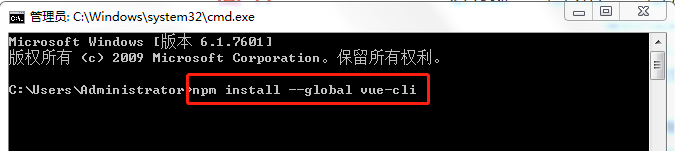 管理员: C:\Windows\system32\cmd.exe
Microsoft Windows [版本 6.1.7601]
版权所有 (c) 2009 Microsoft Corporation。保留所有权利。
C:\Users\Administrator>npm install --global vue-cli